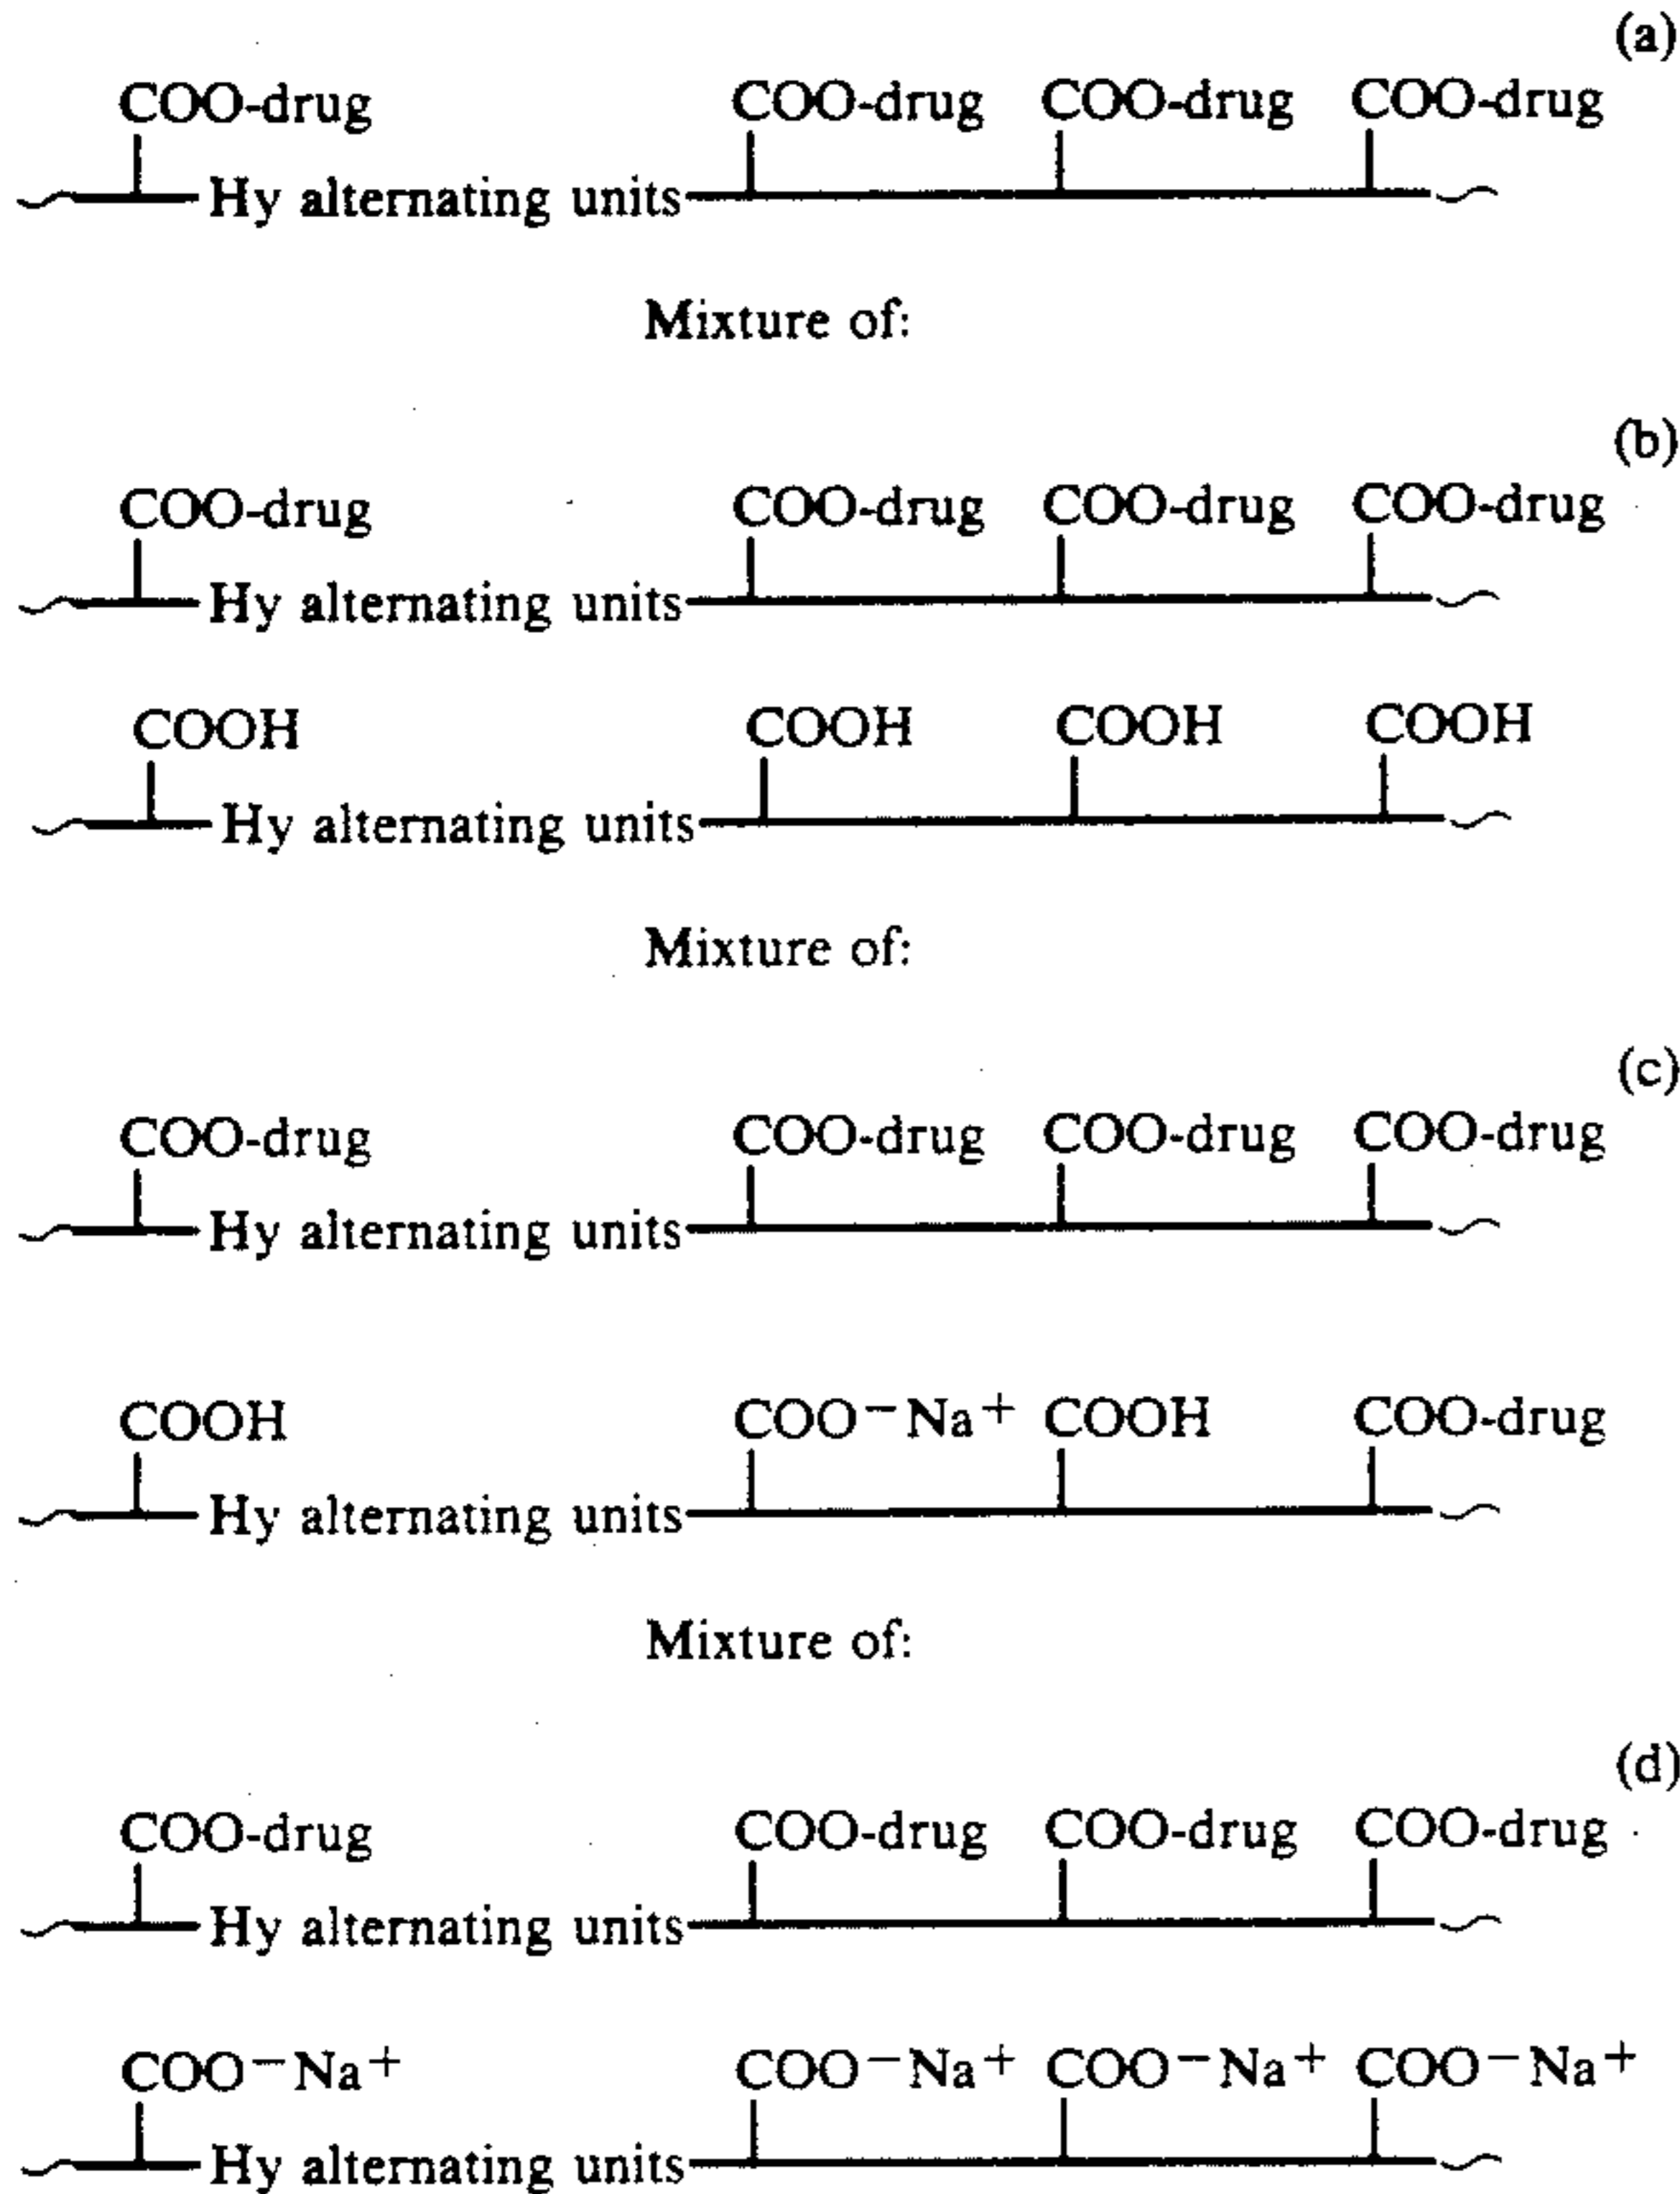 (a)
COO-drug COO-drug COO-drug COO-drug
Hy alternating units
Mixture of:
(b)
COO-drug COO-drug COO-drug COO-drug
Hy alternating units
COOH COOH COOH COOH
Hy alternating units
Mixture of:
(c)
COO-drug COO-drug COO-drug COO-drug
Hy alternating units
COOH COO⁻Na⁺ COOH COO-drug
Hy alternating units
Mixture of:
(d)
COO-drug COO-drug COO-drug COO-drug
Hy alternating units
COO⁻Na⁺ COO⁻Na⁺ COO⁻Na⁺ COO⁻Na⁺
Hy alternating units